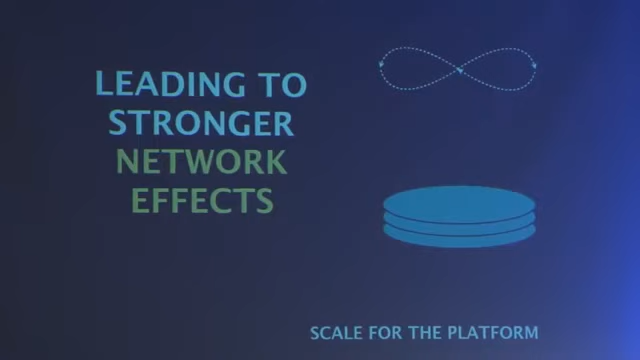 LEADING TO
STRONGER
NETWORK
EFFECTS
SCALE FOR THE PLATFORM